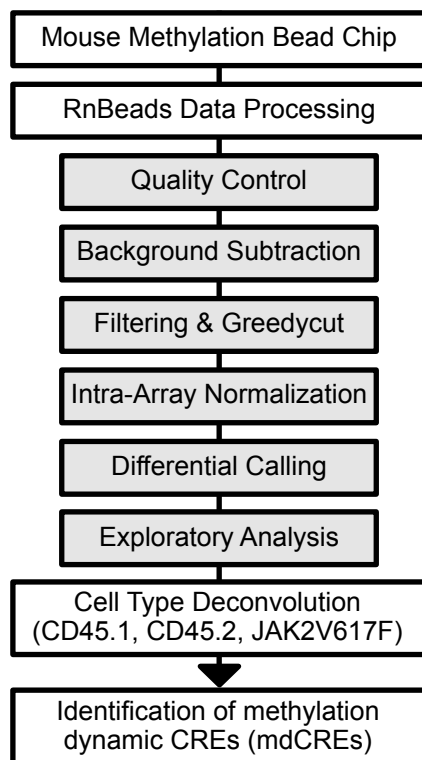 Mouse Methylation Bead Chip
RnBeads Data Processing
Quality Control
Background Subtraction
Filtering & Greedycut
Intra-Array Normalization
Differential Calling
Exploratory Analysis
Cell Type Deconvolution
(CD45.1, CD45.2, JAK2V617F)
Identification of methylation
dynamic CREs (mdCREs)